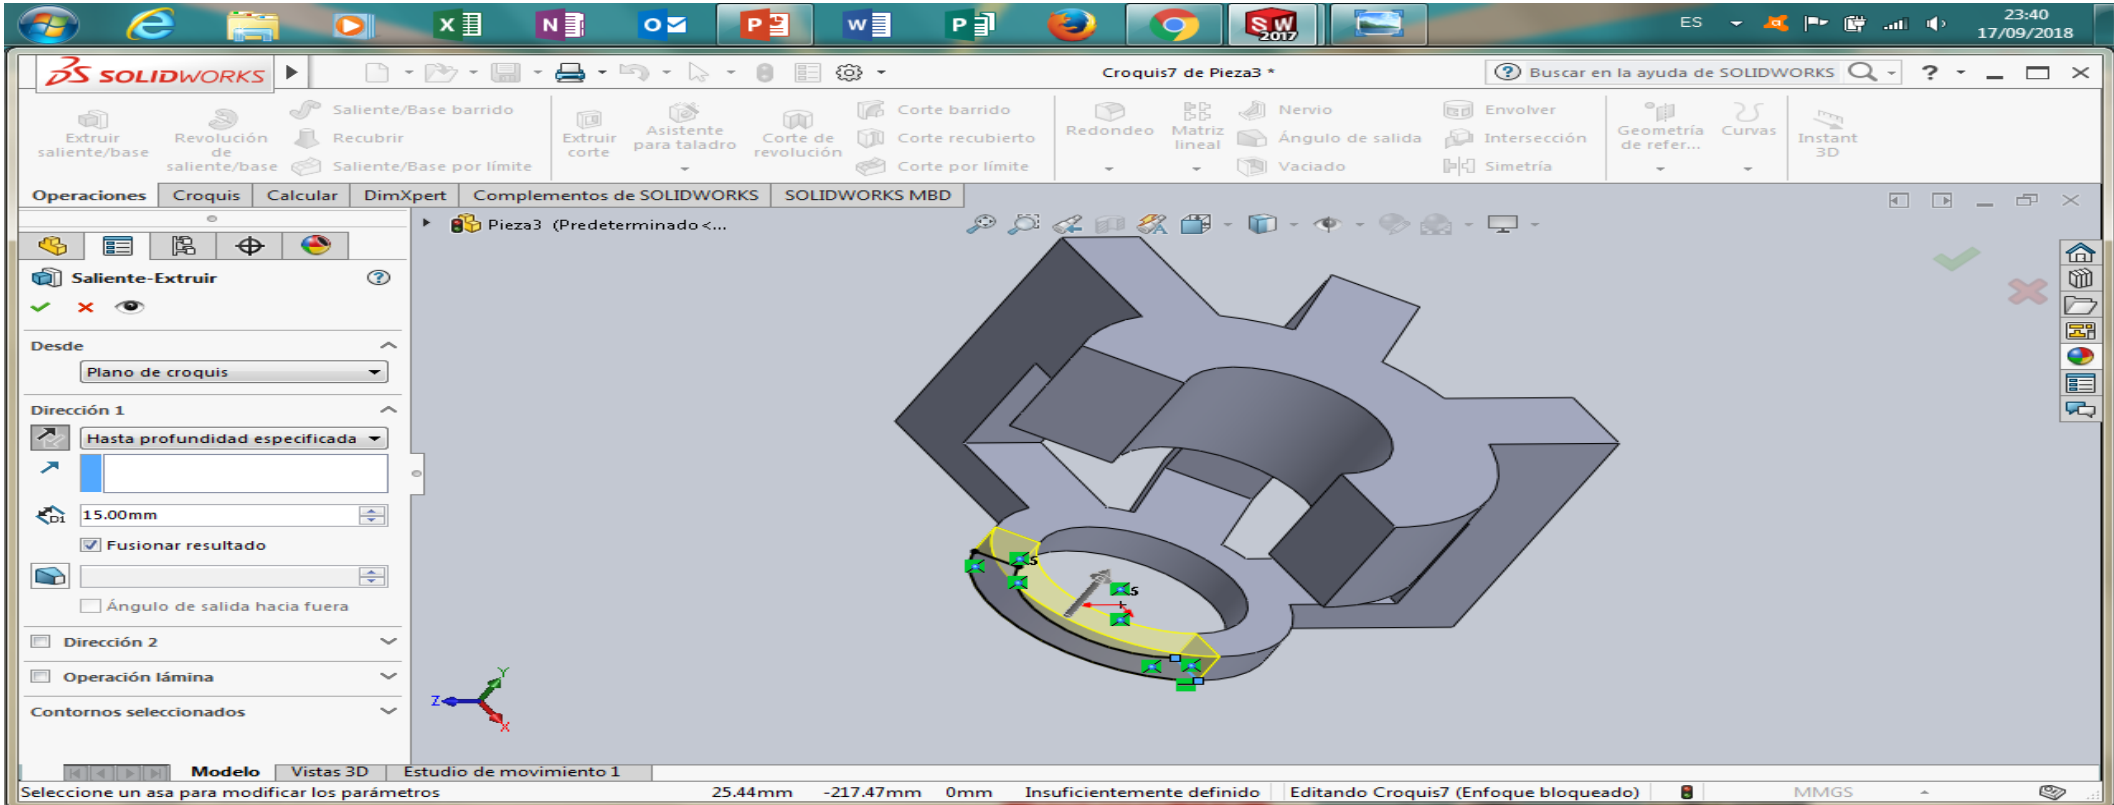 ES
23:40
17/09/2018
SW
2017
SOLIDWORKS
Croquis7 de Pieza3 *
Buscar en la ayuda de SOLIDWORKS
Extruir
saliente/base
Revolución
de
saliente/base
Saliente/Base barrido
Recubrir
Saliente/Base por límite
Extruir
corte
Asistente
para taladro
Corte de
revolución
Corte barrido
Corte recubierto
Corte por límite
Redondeo
Matriz
lineal
Nervio
Ángulo de salida
Vaciado
Envolver
Intersección
Simetría
Geometría
de refer...
Curvas
Instant
3D
Operaciones
Croquis
Calcular
DimXpert
Complementos de SOLIDWORKS
SOLIDWORKS MBD
Pieza3 (Predeterminado<...
Saliente-Extruir
Desde
Plano de croquis
Dirección 1
Hasta profundidad especificada
D1
15.00mm
Fusionar resultado
Ángulo de salida hacia fuera
Dirección 2
Operación lámina
Contornos seleccionados
s
s
Y
Z
X
Modelo
Vistas 3D
Estudio de movimiento 1
Seleccione un asa para modificar los parámetros
25.44mm
-217.47mm
0mm
Insuficientemente definido
Editando Croquis7 (Enfoque bloqueado)
MMGS